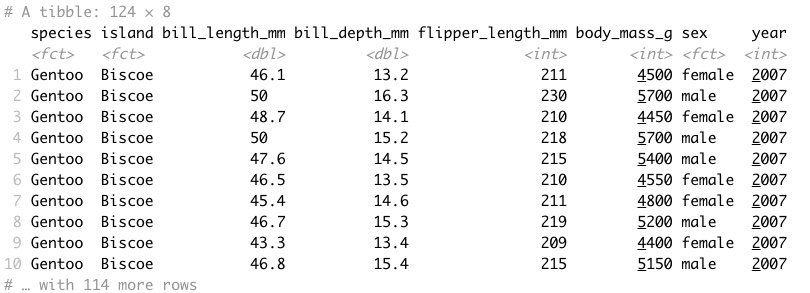 # A tibble: 124 × 8
species island bill_length_mm bill_depth_mm flipper_length_mm body_mass_g sex year
<fct> <fct> <dbl> <dbl> <int> <int> <fct> <int>
1 Gentoo Biscoe 46.1 13.2 211 4500 female 2007
2 Gentoo Biscoe 50 16.3 230 5700 male 2007
3 Gentoo Biscoe 48.7 14.1 210 4450 female 2007
4 Gentoo Biscoe 50 15.2 218 5700 male 2007
5 Gentoo Biscoe 47.6 14.5 215 5400 male 2007
6 Gentoo Biscoe 46.5 13.5 210 4550 female 2007
7 Gentoo Biscoe 45.4 14.6 211 4800 female 2007
8 Gentoo Biscoe 46.7 15.3 219 5200 male 2007
9 Gentoo Biscoe 43.3 13.4 209 4400 female 2007
10 Gentoo Biscoe 46.8 15.4 215 5150 male 2007
# … with 114 more rows